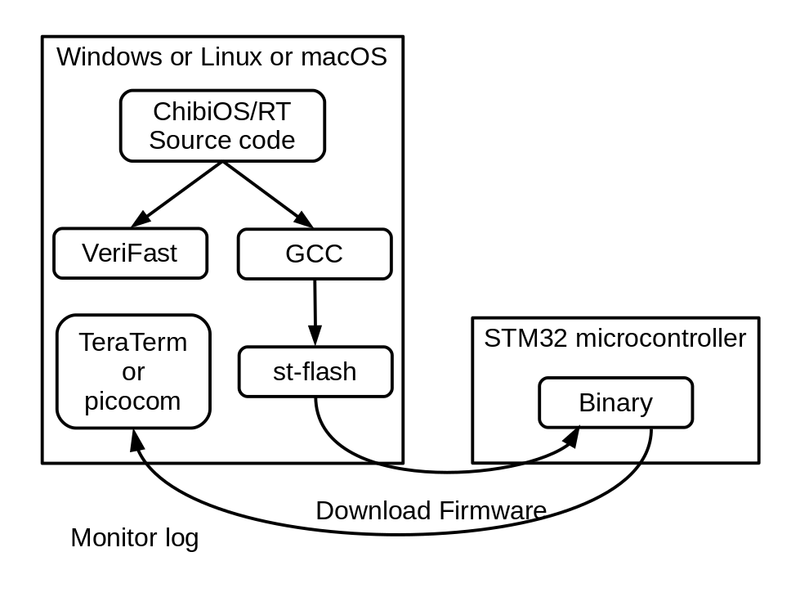 Windows or Linux or macOS
ChibiOS/RT
Source code
VeriFast
GCC
TeraTerm
or
picocom
st-flash
STM32 microcontroller
Binary
Download Firmware
Monitor log